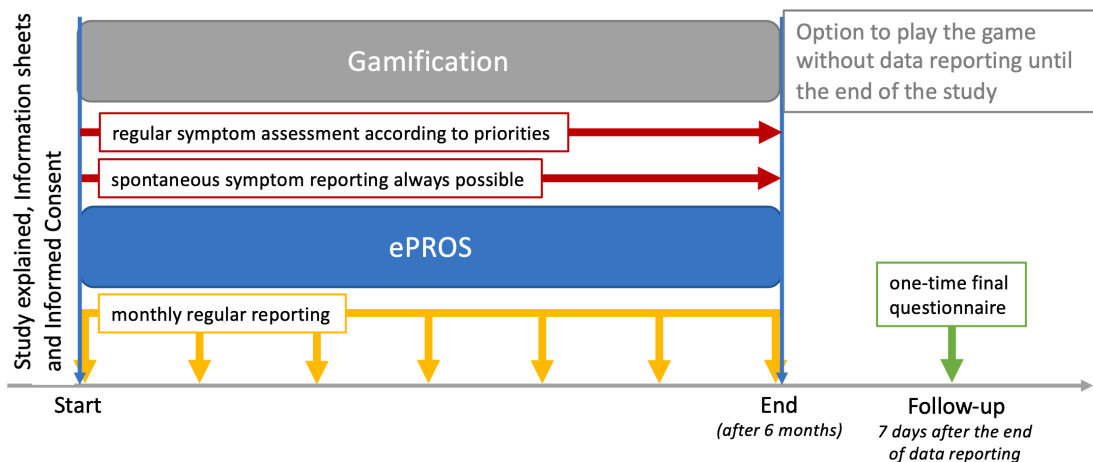 Study explained, Information sheets
and Informed Consent
Gamification
Option to play the game
without data reporting until
the end of the study
regular symptom assessment according to priorities
spontaneous symptom reporting always possible
ePROS
monthly regular reporting
one-time final
questionnaire
Start
End
(after 6 months)
Follow-up
7 days after the end
of data reporting